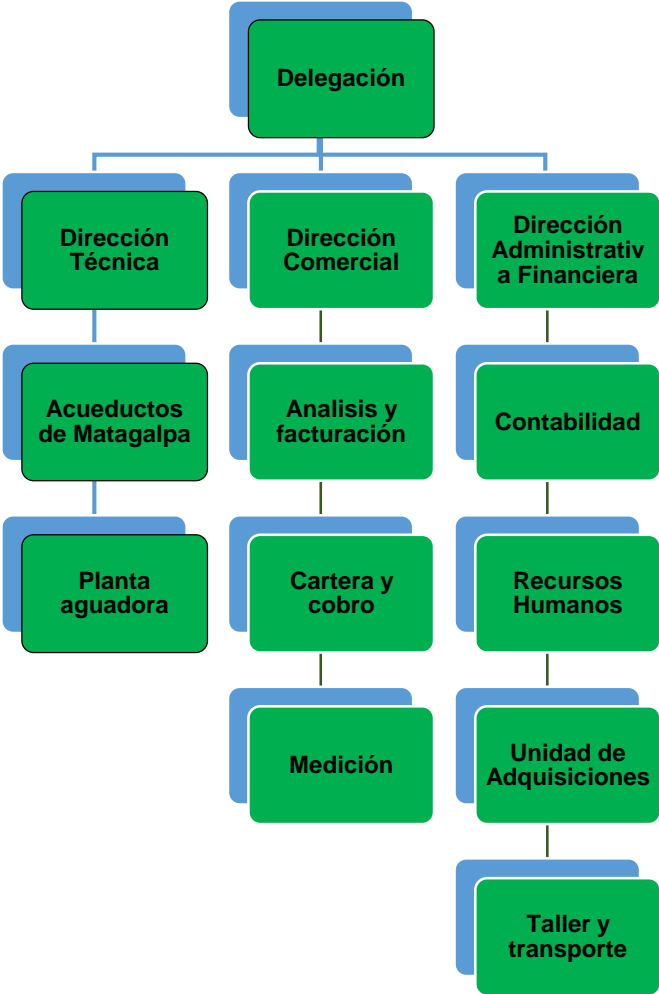 Delegación
Dirección
Técnica
Dirección
Comercial
Dirección
Administrativ
a Financiera
Acueductos
de Matagalpa
Analisis y
facturación
Contabilidad
Planta
aguadora
Cartera y
cobro
Recursos
Humanos
Medición
Unidad de
Adquisiciones
Taller y
transporte